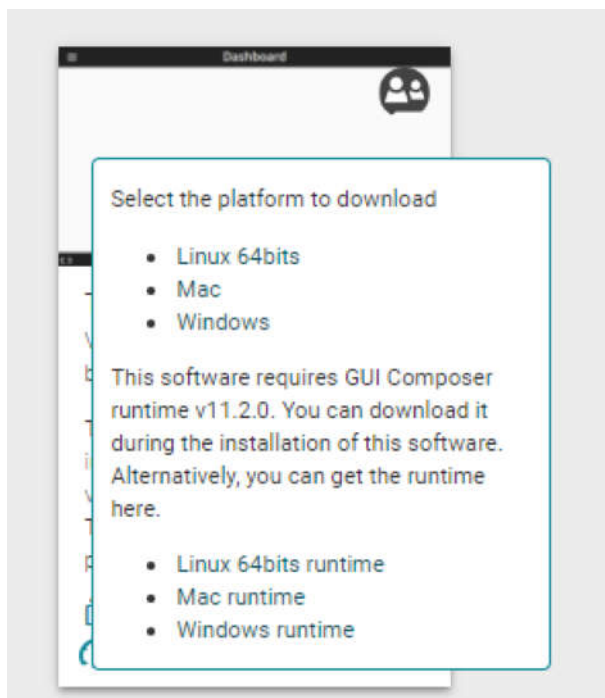 Dashboard
Select the platform to download
Linux 64bits
Mac
Windows
This software requires GUI Composer
runtime v11.2.0. You can download it
during the installation of this software.
Alternatively, you can get the runtime
here.
Linux 64bits runtime
Mac runtime
Windows runtime